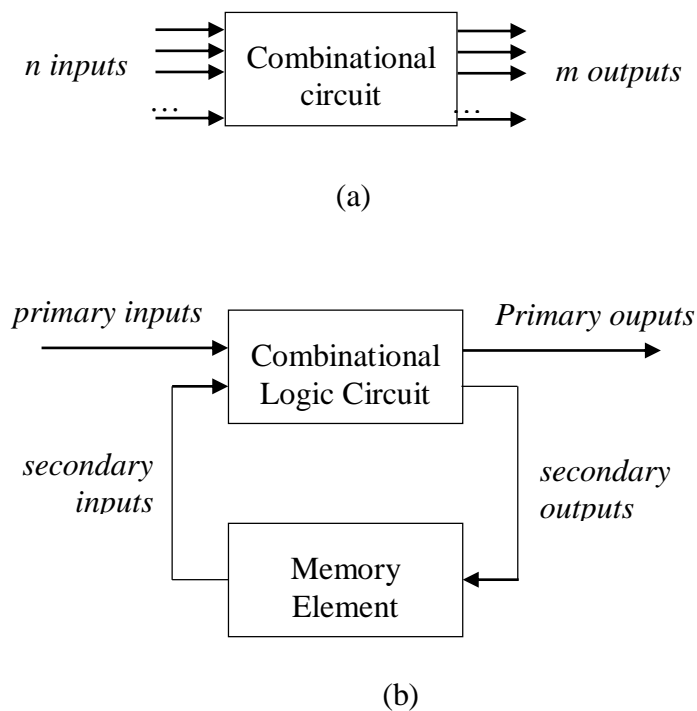 n inputs
Combinational
circuit
m outputs
...
...
(a)
primary inputs
Primary ouputs
Combinational
Logic Circuit
secondary
inputs
secondary
outputs
Memory
Element
(b)